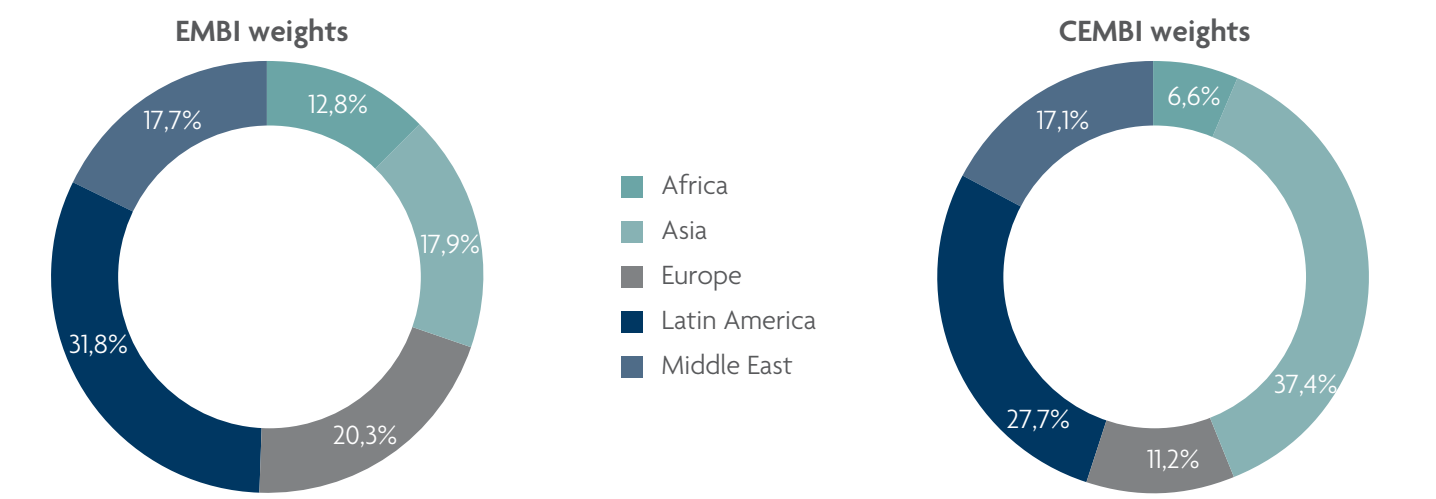 EMBI weights
12,8%
17,9%
20,3%
31,8%
17,7%
Africa
Asia
Europe
Latin America
Middle East
CEMBI weights
6,6%
37,4%
11,2%
27,7%
17,1%